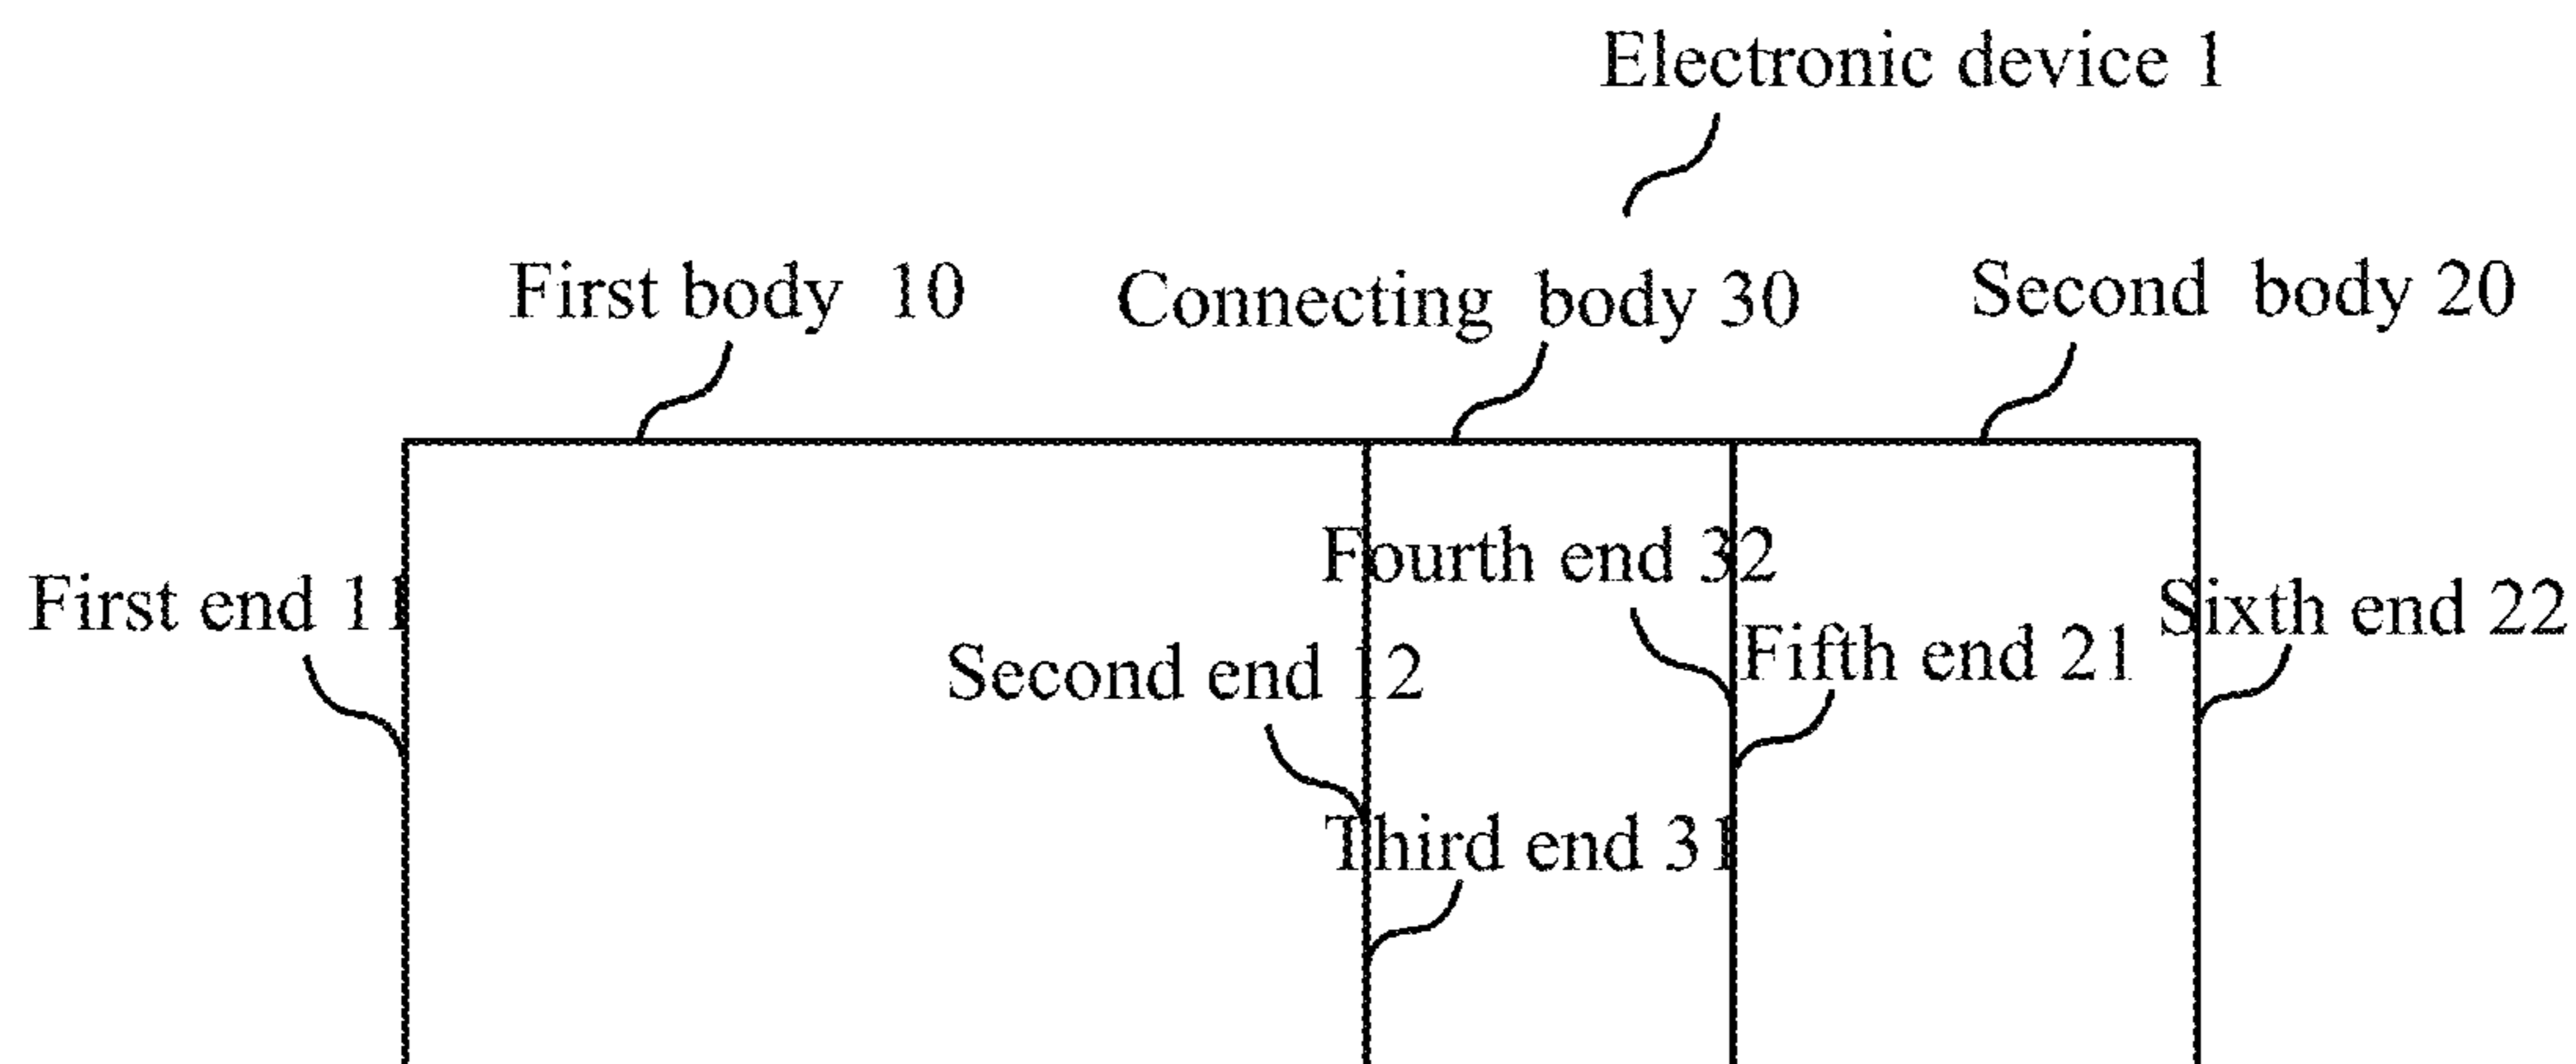 Electronic device 1
First body 10
Connecting body 30
Second body 20
Fourth end 32
First end 11
Sixth end 22
Fifth end 21
Second end 12
Third end 31